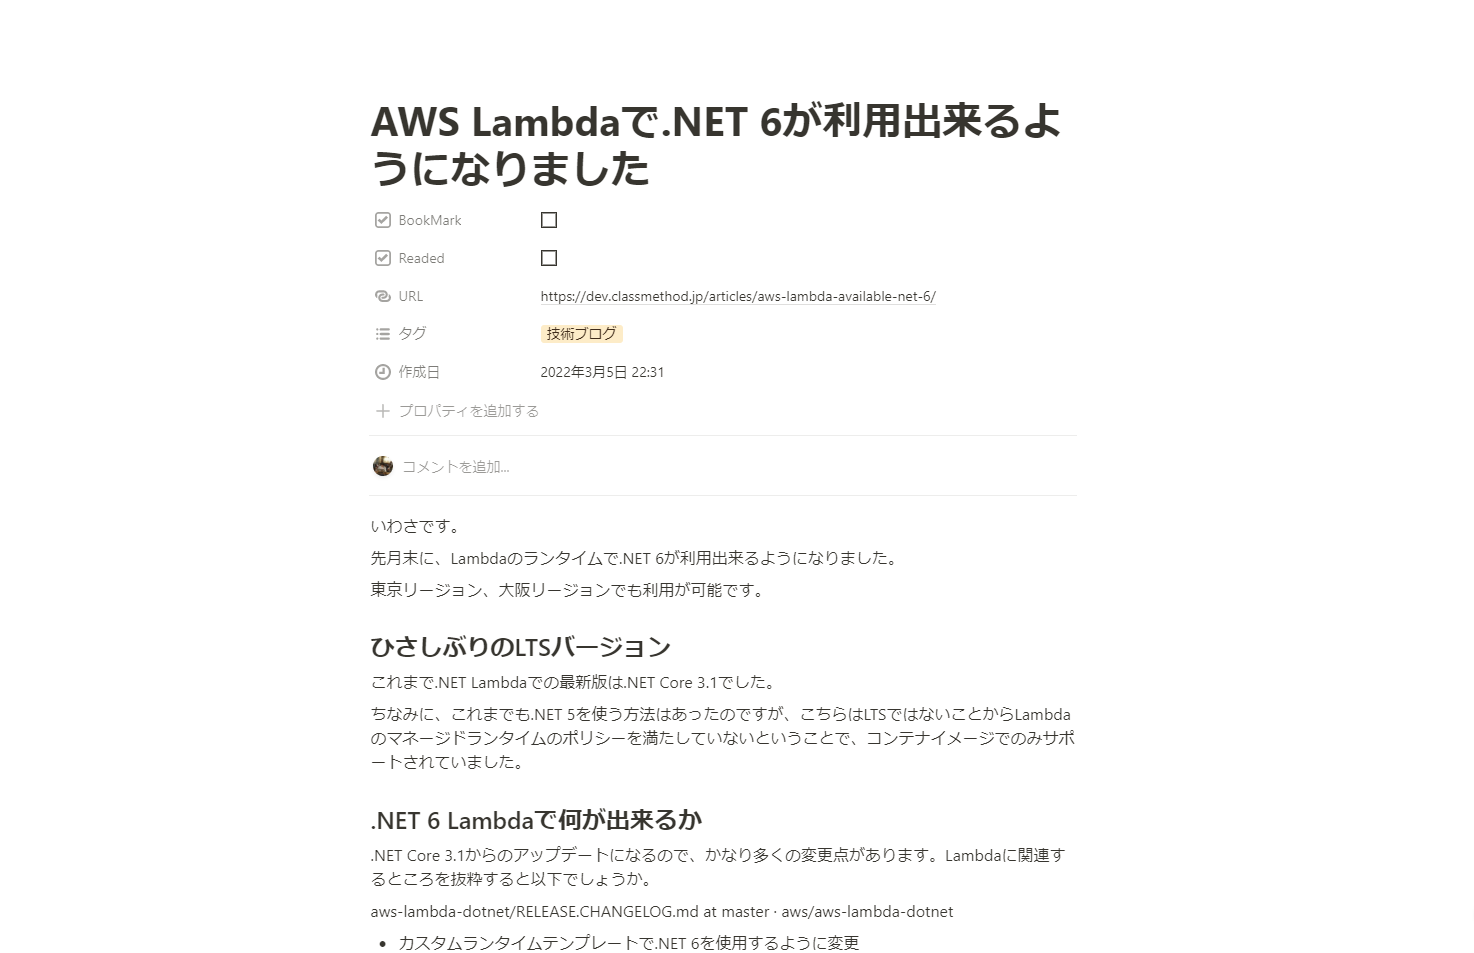 AWS Lambdaで.NET 6が利用出来るよ
うになりました
BookMark
Readed
URL https://dev.classmethod.jp/articles/aws-lambda-available-net-6/
タグ 技術ブログ
作成日 2022年3月5日 22:31
プロパティを追加する
コメントを追加...
いわさです。
先月末に、Lambdaのランタイムで.NET 6が利用出来るようになりました。
東京リージョン、大阪リージョンでも利用が可能です。
ひさしぶりのLTSバージョン
これまで.NET Lambdaでの最新版は.NET Core 3.1でした。
ちなみに、これまでも.NET 5を使う方法はあったのですが、こちらはLTSではないことからLambda
のマネージドランタイムのポリシーを満たしていないということで、コンテナイメージでのみサポ
ートされていました。
.NET 6 Lambdaで何が出来るか
.NET Core 3.1からのアップデートになるので、かなり多くの変更点があります。Lambdaに関連す
るところを抜粋すると以下でしょうか。
aws-lambda-dotnet/RELEASE.CHANGELOG.md at master · aws/aws-lambda-dotnet
• カスタムランタイムテンプレートで.NET 6を使用するように変更